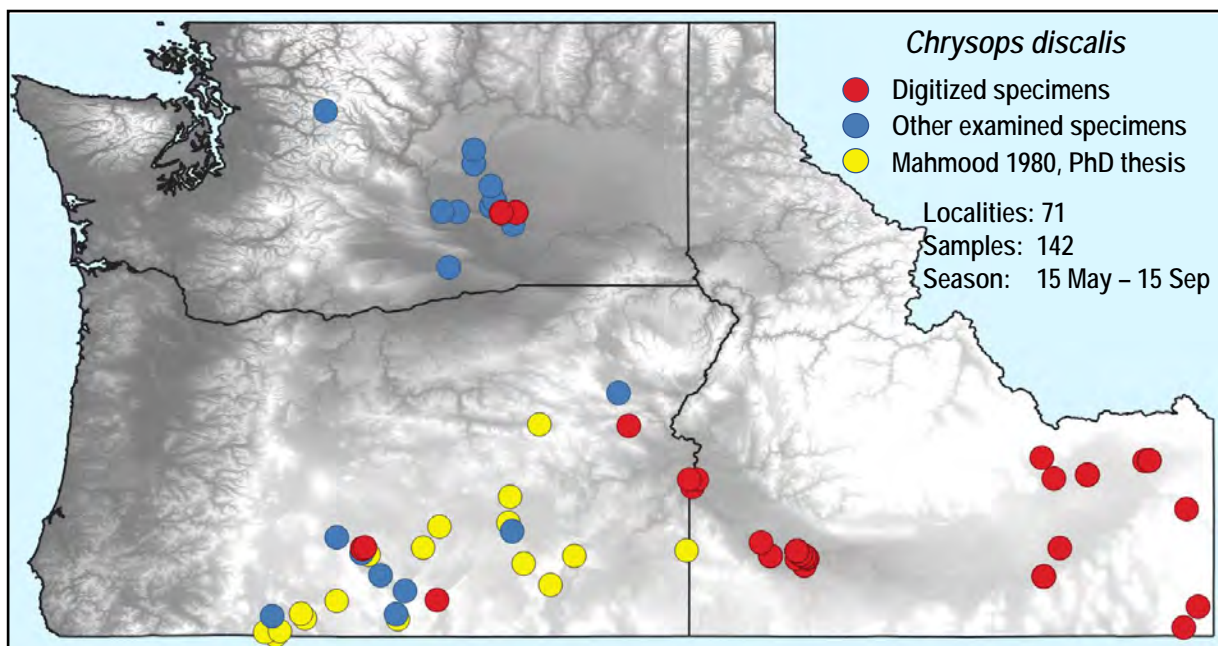 Chrysops discalis
Digitized specimens
Other examined specimens
Mahmood 1980, PhD thesis
Localities: 71
Samples: 142
Season: 15 May – 15 Sep